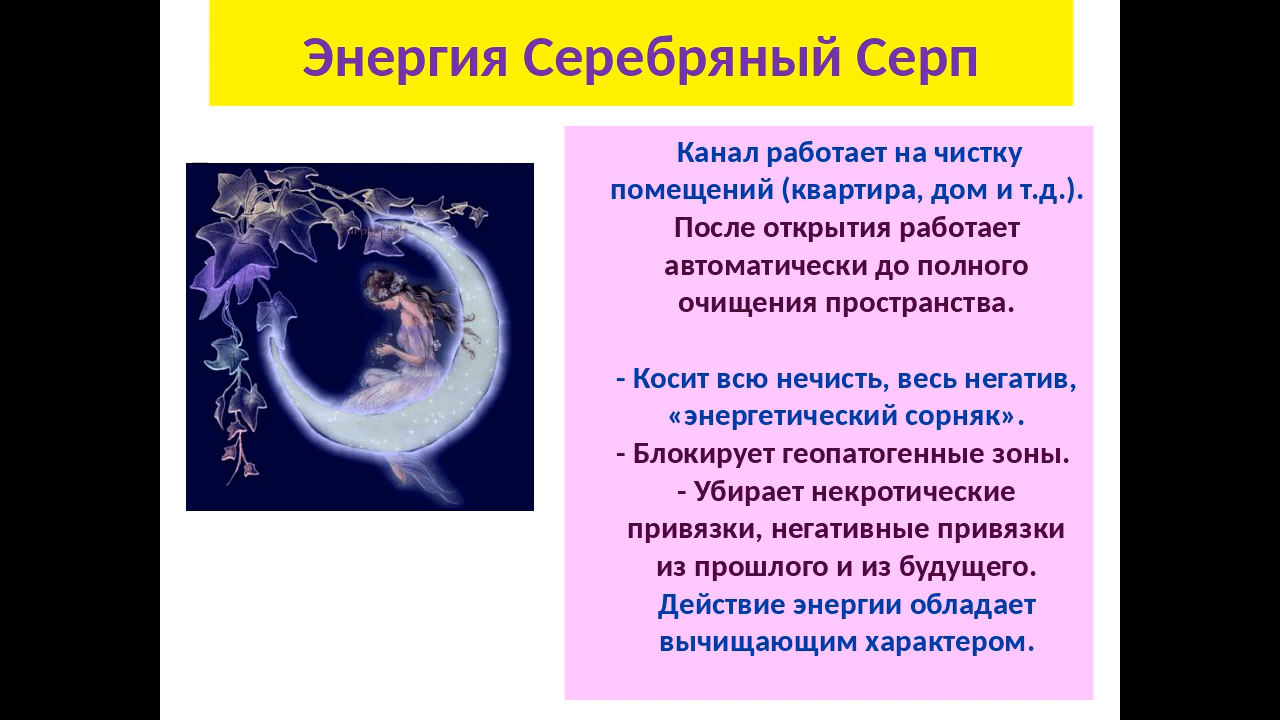 Энергия Серебряный Серп
Канал работает на чистку
помещений (квартира, дом и т.д.).
После открытия работает
автоматически до полного
очищения пространства.
- Косит всю нечисть, весь негатив,
«энергетический сорняк».
- Блокирует геопатогенные зоны.
- Убирает некротические
привязки, негативные привязки
из прошлого и из будущего.
Действие энергии обладает
вычищающим характером.